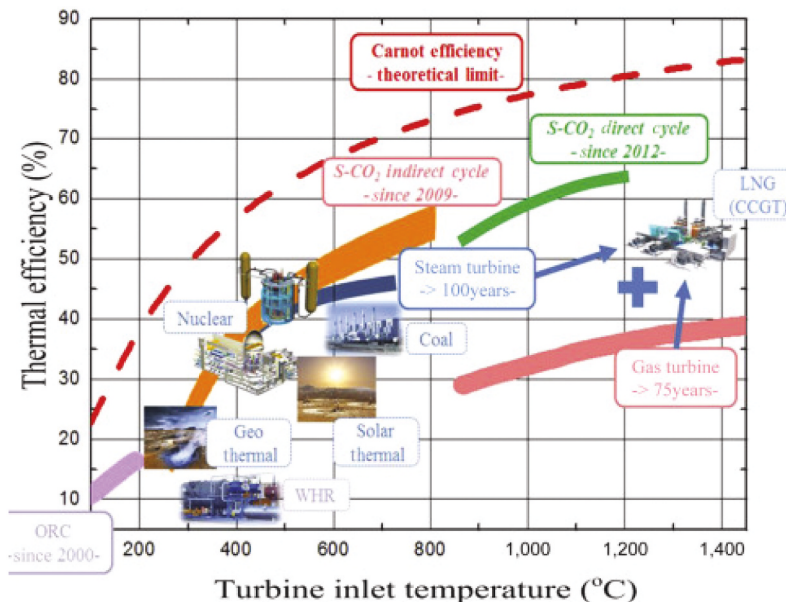 90
80
70
60
50
40
30
20
10
Thermal efficiency (%)
Carnot efficiency
- theoretical limit-
S-CO₂ direct cycle
-since 2012-
S-CO₂ indirect cycle
-since 2009-
LNG
(CCGT)
Steam turbine
-> 100years-
Nuclear
Coal
Gas turbine
-> 75years-
Geo
thermal
Solar
thermal
WHR
ORC
-since 2000-
200
400
600
800
1,000
1,200
1,400
Turbine inlet temperature (°C)